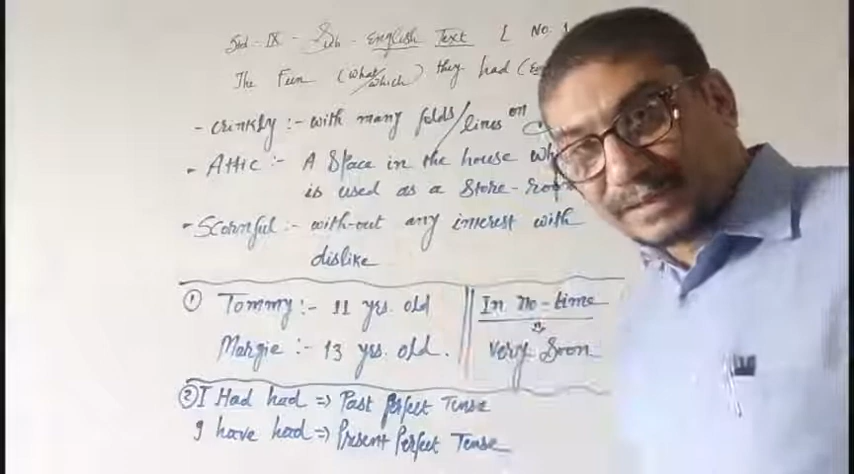 Std - IX - Sub - English Text [ No. 1
The Fun (What/which) they had (
- crinkly :- with many folds/lines on
- Attic :- A Space in the house wh
is used as a Store-room
- Scornful :- with-out any interest with
dislike
① Tommy :- 11 yrs old
Margie :- 13 yrs. old.
In no-time
⇓
very Soon
② I Had had ⇒ Past perfect Tense
I have had ⇒ Present Perfect Tense